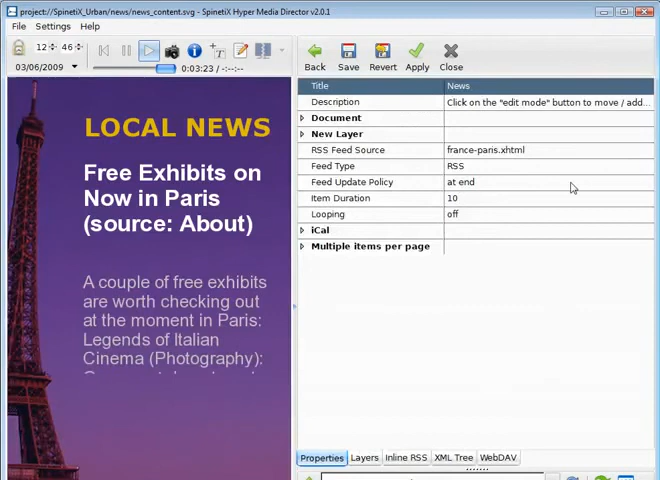 project://SpinetiX_Urban/news/news_content.svg - SpinetiX Hyper Media Director v2.0.1
File Settings Help
12 46
03/06/2009
0:03:23 / -:--:--
Back Save Revert Apply Close
LOCAL NEWS
Free Exhibits on
Now in Paris
(source: About)
A couple of free exhibits
are worth checking out
at the moment in Paris:
Legends of Italian
Cinema (Photography):
Title News
Description Click on the "edit mode" button to move / add...
Document
New Layer
RSS Feed Source france-paris.xhtml
Feed Type RSS
Feed Update Policy at end
Item Duration 10
Looping off
iCal
Multiple items per page
Properties Layers Inline RSS XML Tree WebDAV